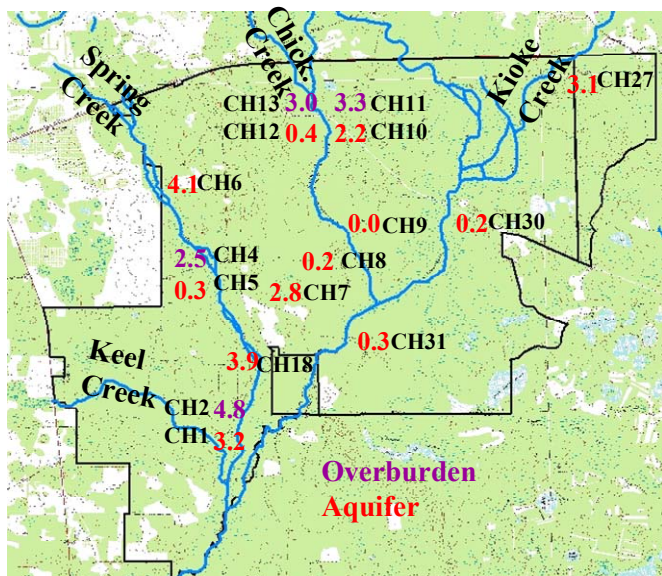 Spring
Creek
Chick.
Creek
Kioke
Creek
3.1 CH27
CH13 3.0 3.3 CH11
CH12 0.4 2.2 CH10
4.1 CH6
0.0 CH9
0.2 CH30
2.5 CH4
0.3 CH5
0.2 CH8
2.8 CH7
0.3 CH31
Keel
Creek
3.9 CH18
CH2 4.8
CH1 3.2
Overburden
Aquifer